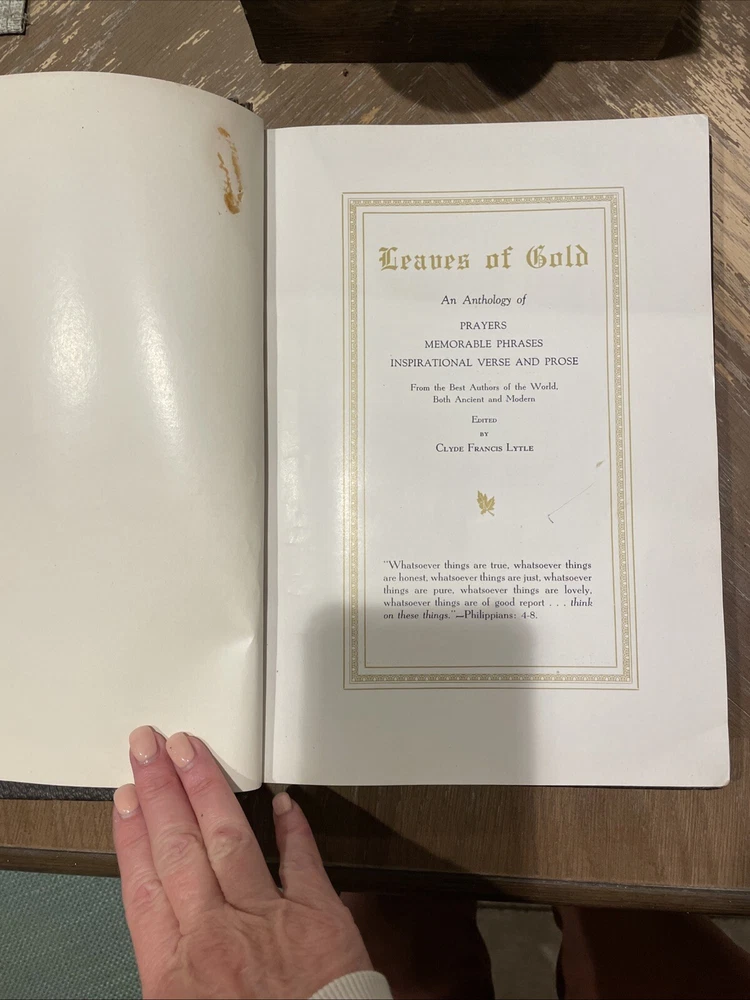 Leaves of Gold
An Anthology of
PRAYERS
MEMORABLE PHRASES
INSPIRATIONAL VERSE AND PROSE
From the Best Authors of the World,
Both Ancient and Modern
EDITED
BY
CLYDE FRANCIS LYTLE
"Whatsoever things are true, whatsoever things
are honest, whatsoever things are just, whatsoever
things are pure, whatsoever things are lovely,
whatsoever things are of good report . . . think
on these things."—Philippians: 4-8.